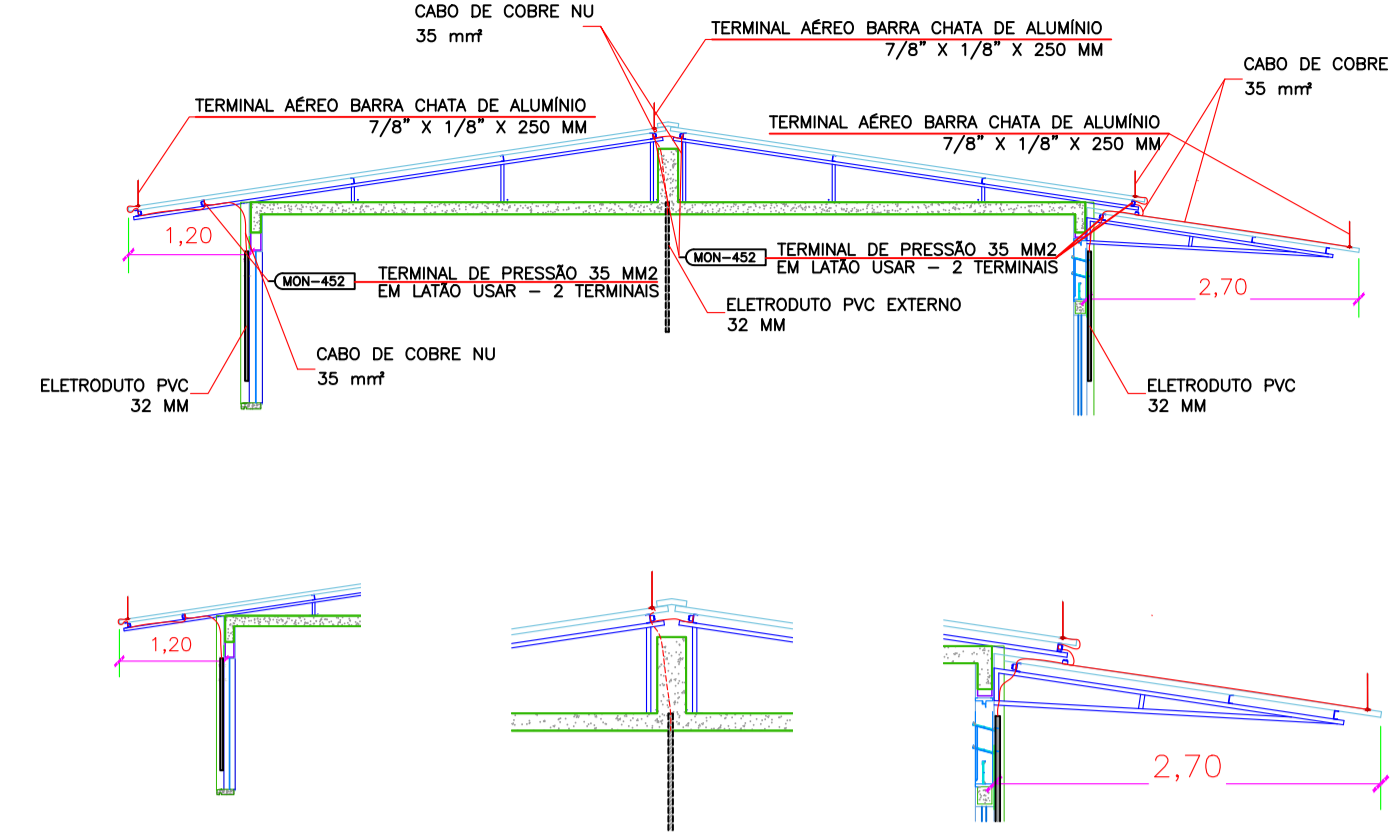 CABO DE COBRE NU
35 mm²
TERMINAL AÉREO BARRA CHATA DE ALUMÍNIO
7/8" X 1/8" X 250 MM
CABO DE COBRE
35 mm²
TERMINAL AÉREO BARRA CHATA DE ALUMÍNIO
7/8" X 1/8" X 250 MM
TERMINAL AÉREO BARRA CHATA DE ALUMÍNIO
7/8" X 1/8" X 250 MM
1,20
MON-452
TERMINAL DE PRESSÃO 35 MM2
EM LATÃO USAR - 2 TERMINAIS
MON-452
TERMINAL DE PRESSÃO 35 MM2
EM LATÃO USAR - 2 TERMINAIS
2,70
ELETRODUTO PVC EXTERNO
32 MM
CABO DE COBRE NU
35 mm²
ELETRODUTO PVC
32 MM
ELETRODUTO PVC
32 MM
1,20
2,70